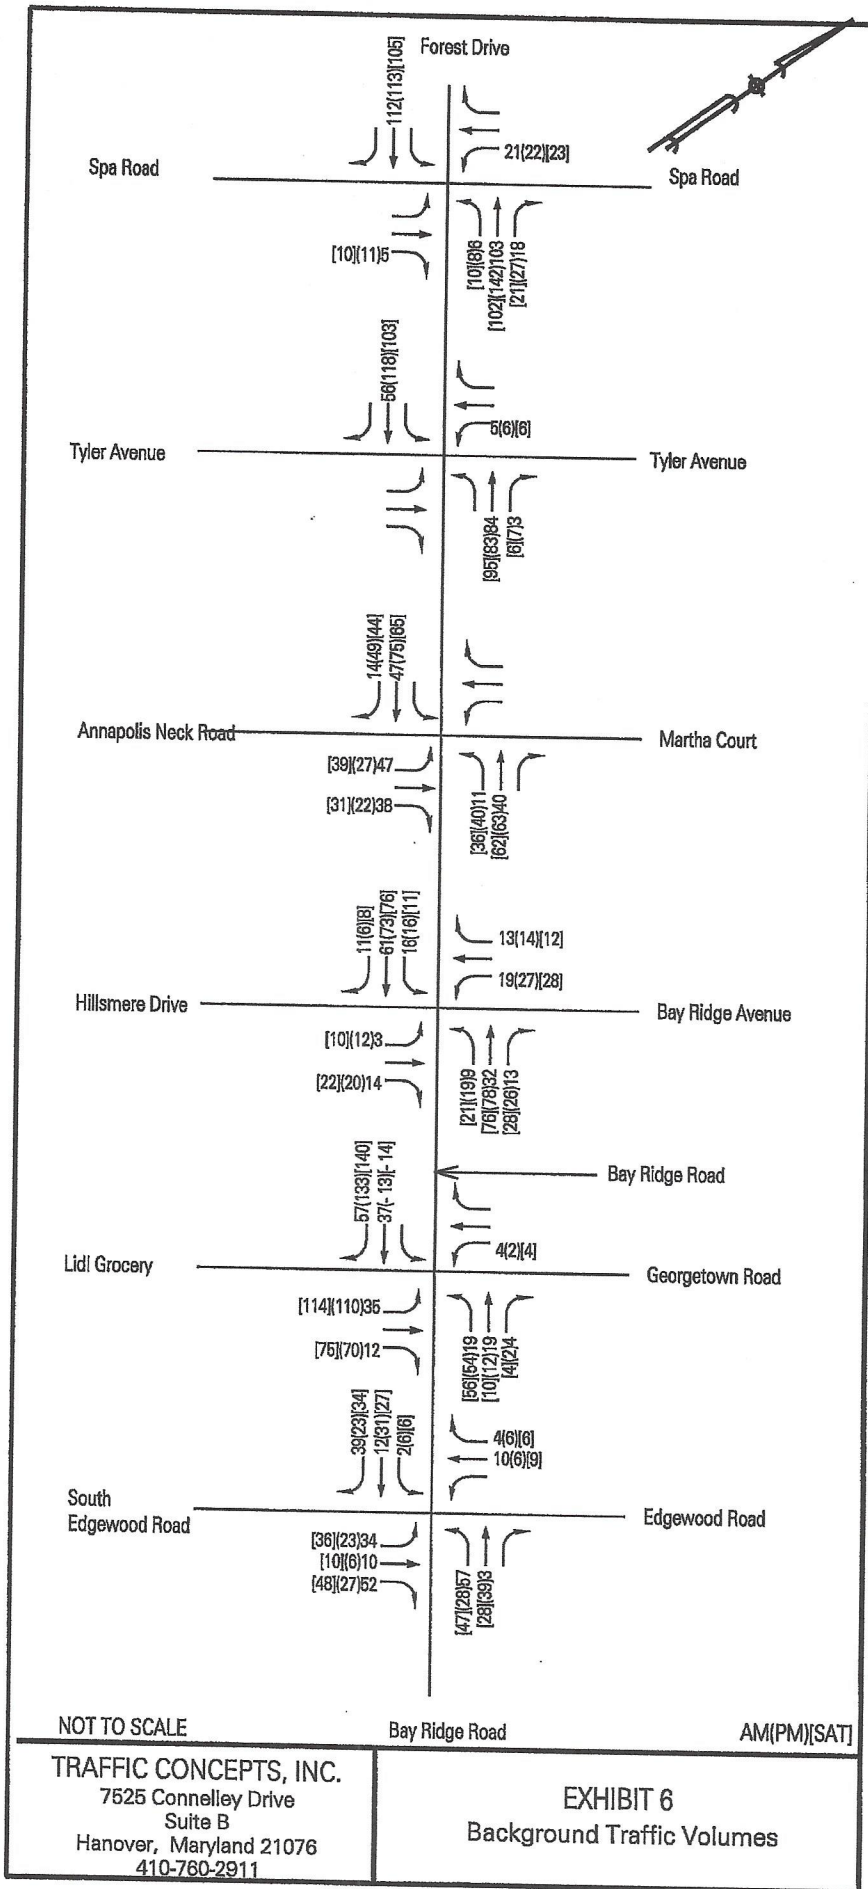 Forest Drive
112(113)[105]
21(22)[23]
Spa Road
Spa Road
[10](11)5
[10](8)6
[102](142)103
[21](27)18
56(118)[103]
5(6)[6]
Tyler Avenue
Tyler Avenue
[95](83)84
[6](7)3
14(49)[44]
47(75)[65]
Annapolis Neck Road
Martha Court
[39](27)47
[31](22)38
[36](40)11
[62](63)40
11(6)[8]
61(73)[76]
16(16)[11]
13(14)[12]
19(27)[28]
Hillsmere Drive
Bay Ridge Avenue
[10](12)3
[22](20)14
[21](19)9
[76](78)32
[28](26)13
Bay Ridge Road
57(133)[140]
37(- 13)[- 14]
4(2)[4]
Lidl Grocery
Georgetown Road
[114](110)35
[75](70)12
[56](54)19
[10](12)19
[4](2)4
39(23)[34]
12(31)[27]
2(6)[6]
4(6)[6]
10(6)[9]
South
Edgewood Road
Edgewood Road
[36](23)34
[10](6)10
[48](27)52
[47](28)57
[28](39)3
NOT TO SCALE
Bay Ridge Road
AM(PM)[SAT]
TRAFFIC CONCEPTS, INC.
7525 Connelley Drive
Suite B
Hanover, Maryland 21076
410-760-2911
EXHIBIT 6
Background Traffic Volumes